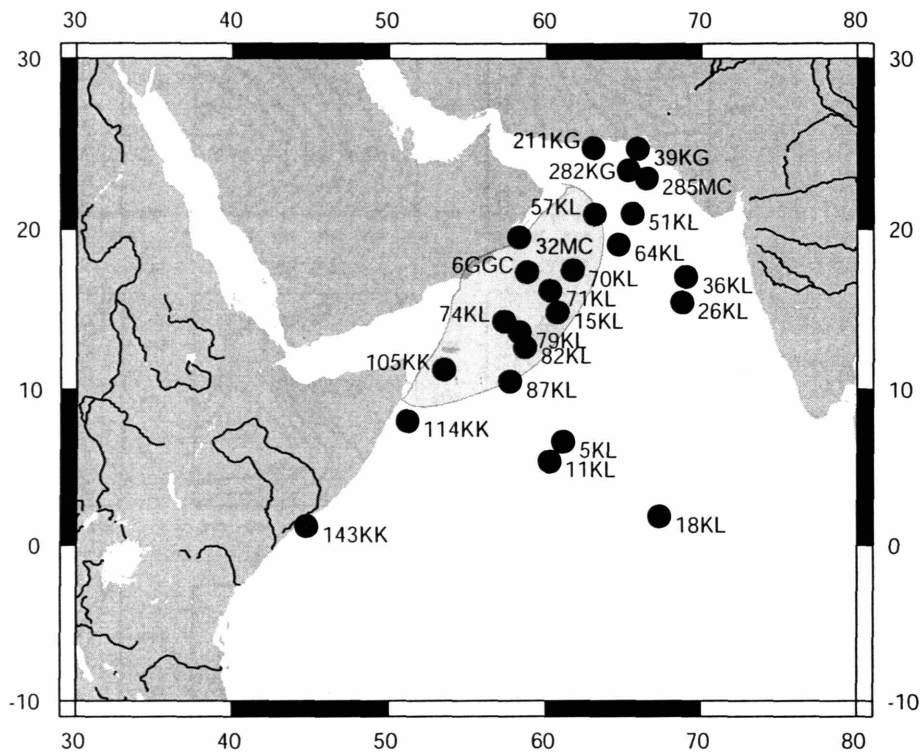 30 40 50 60 70 80
30 30
211KG
39KG
282KG
285MC
57KL
51KL
20 20
32MC
64KL
6GGC
70KL
36KL
71KL
26KL
74KL
15KL
79KL
82KL
105KK
10 87KL 10
114KK
5KL
11KL
18KL
143KK
0 0
-10 -10
30 40 50 60 70 80